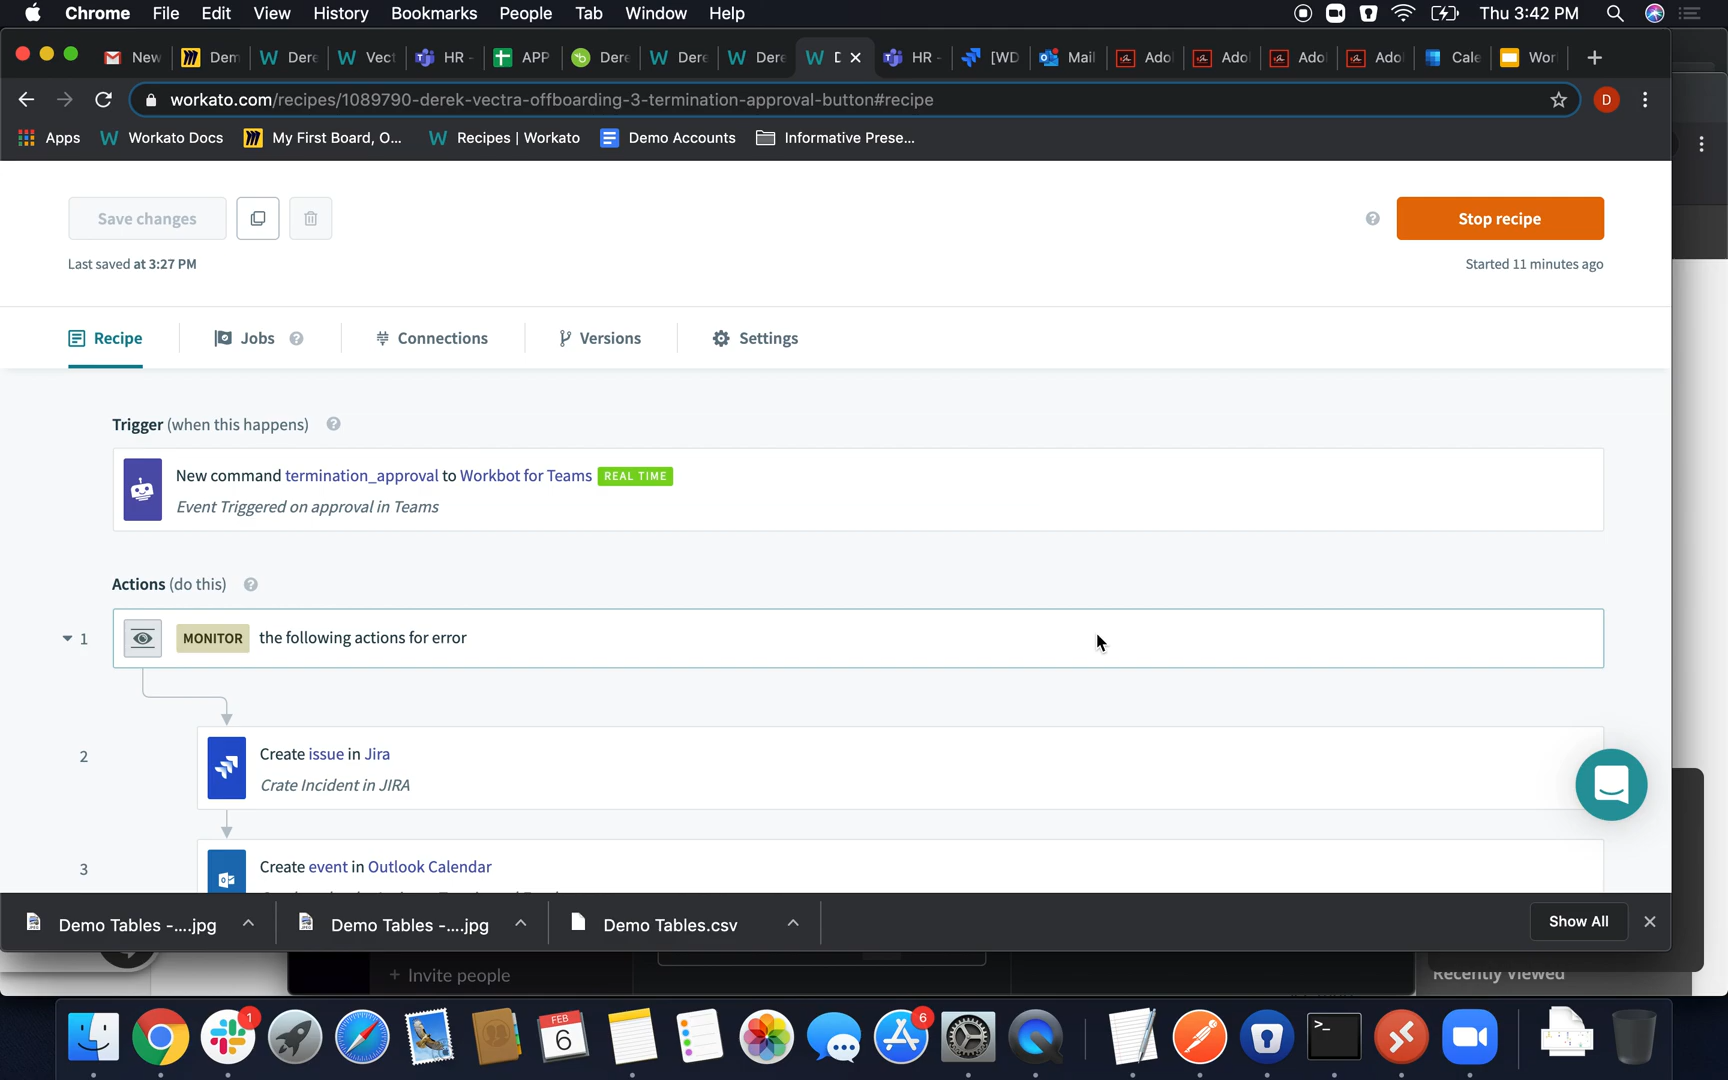 Chrome File Edit View History Bookmarks People Tab Window Help Thu 3:42 PM
New Dem Dere Vect HR - APP Dere Dere Dere HR - [WD Mail Ado Ado Ado Ado Cale Wor
workato.com/recipes/1089790-derek-vectra-offboarding-3-termination-approval-button#recipe D
Apps Workato Docs My First Board, O... Recipes | Workato Demo Accounts Informative Prese...
Save changes ? Stop recipe
Last saved at 3:27 PM Started 11 minutes ago
Recipe Jobs ? Connections Versions Settings
Trigger (when this happens) ?
New command termination_approval to Workbot for Teams REAL TIME
Event Triggered on approval in Teams
Actions (do this) ?
1 MONITOR the following actions for error
2 Create issue in Jira
Crate Incident in JIRA
3 Create event in Outlook Calendar
Demo Tables -....jpg Demo Tables -....jpg Demo Tables.csv Show All
+ Invite people
Recently Viewed
1 FEB 6 6